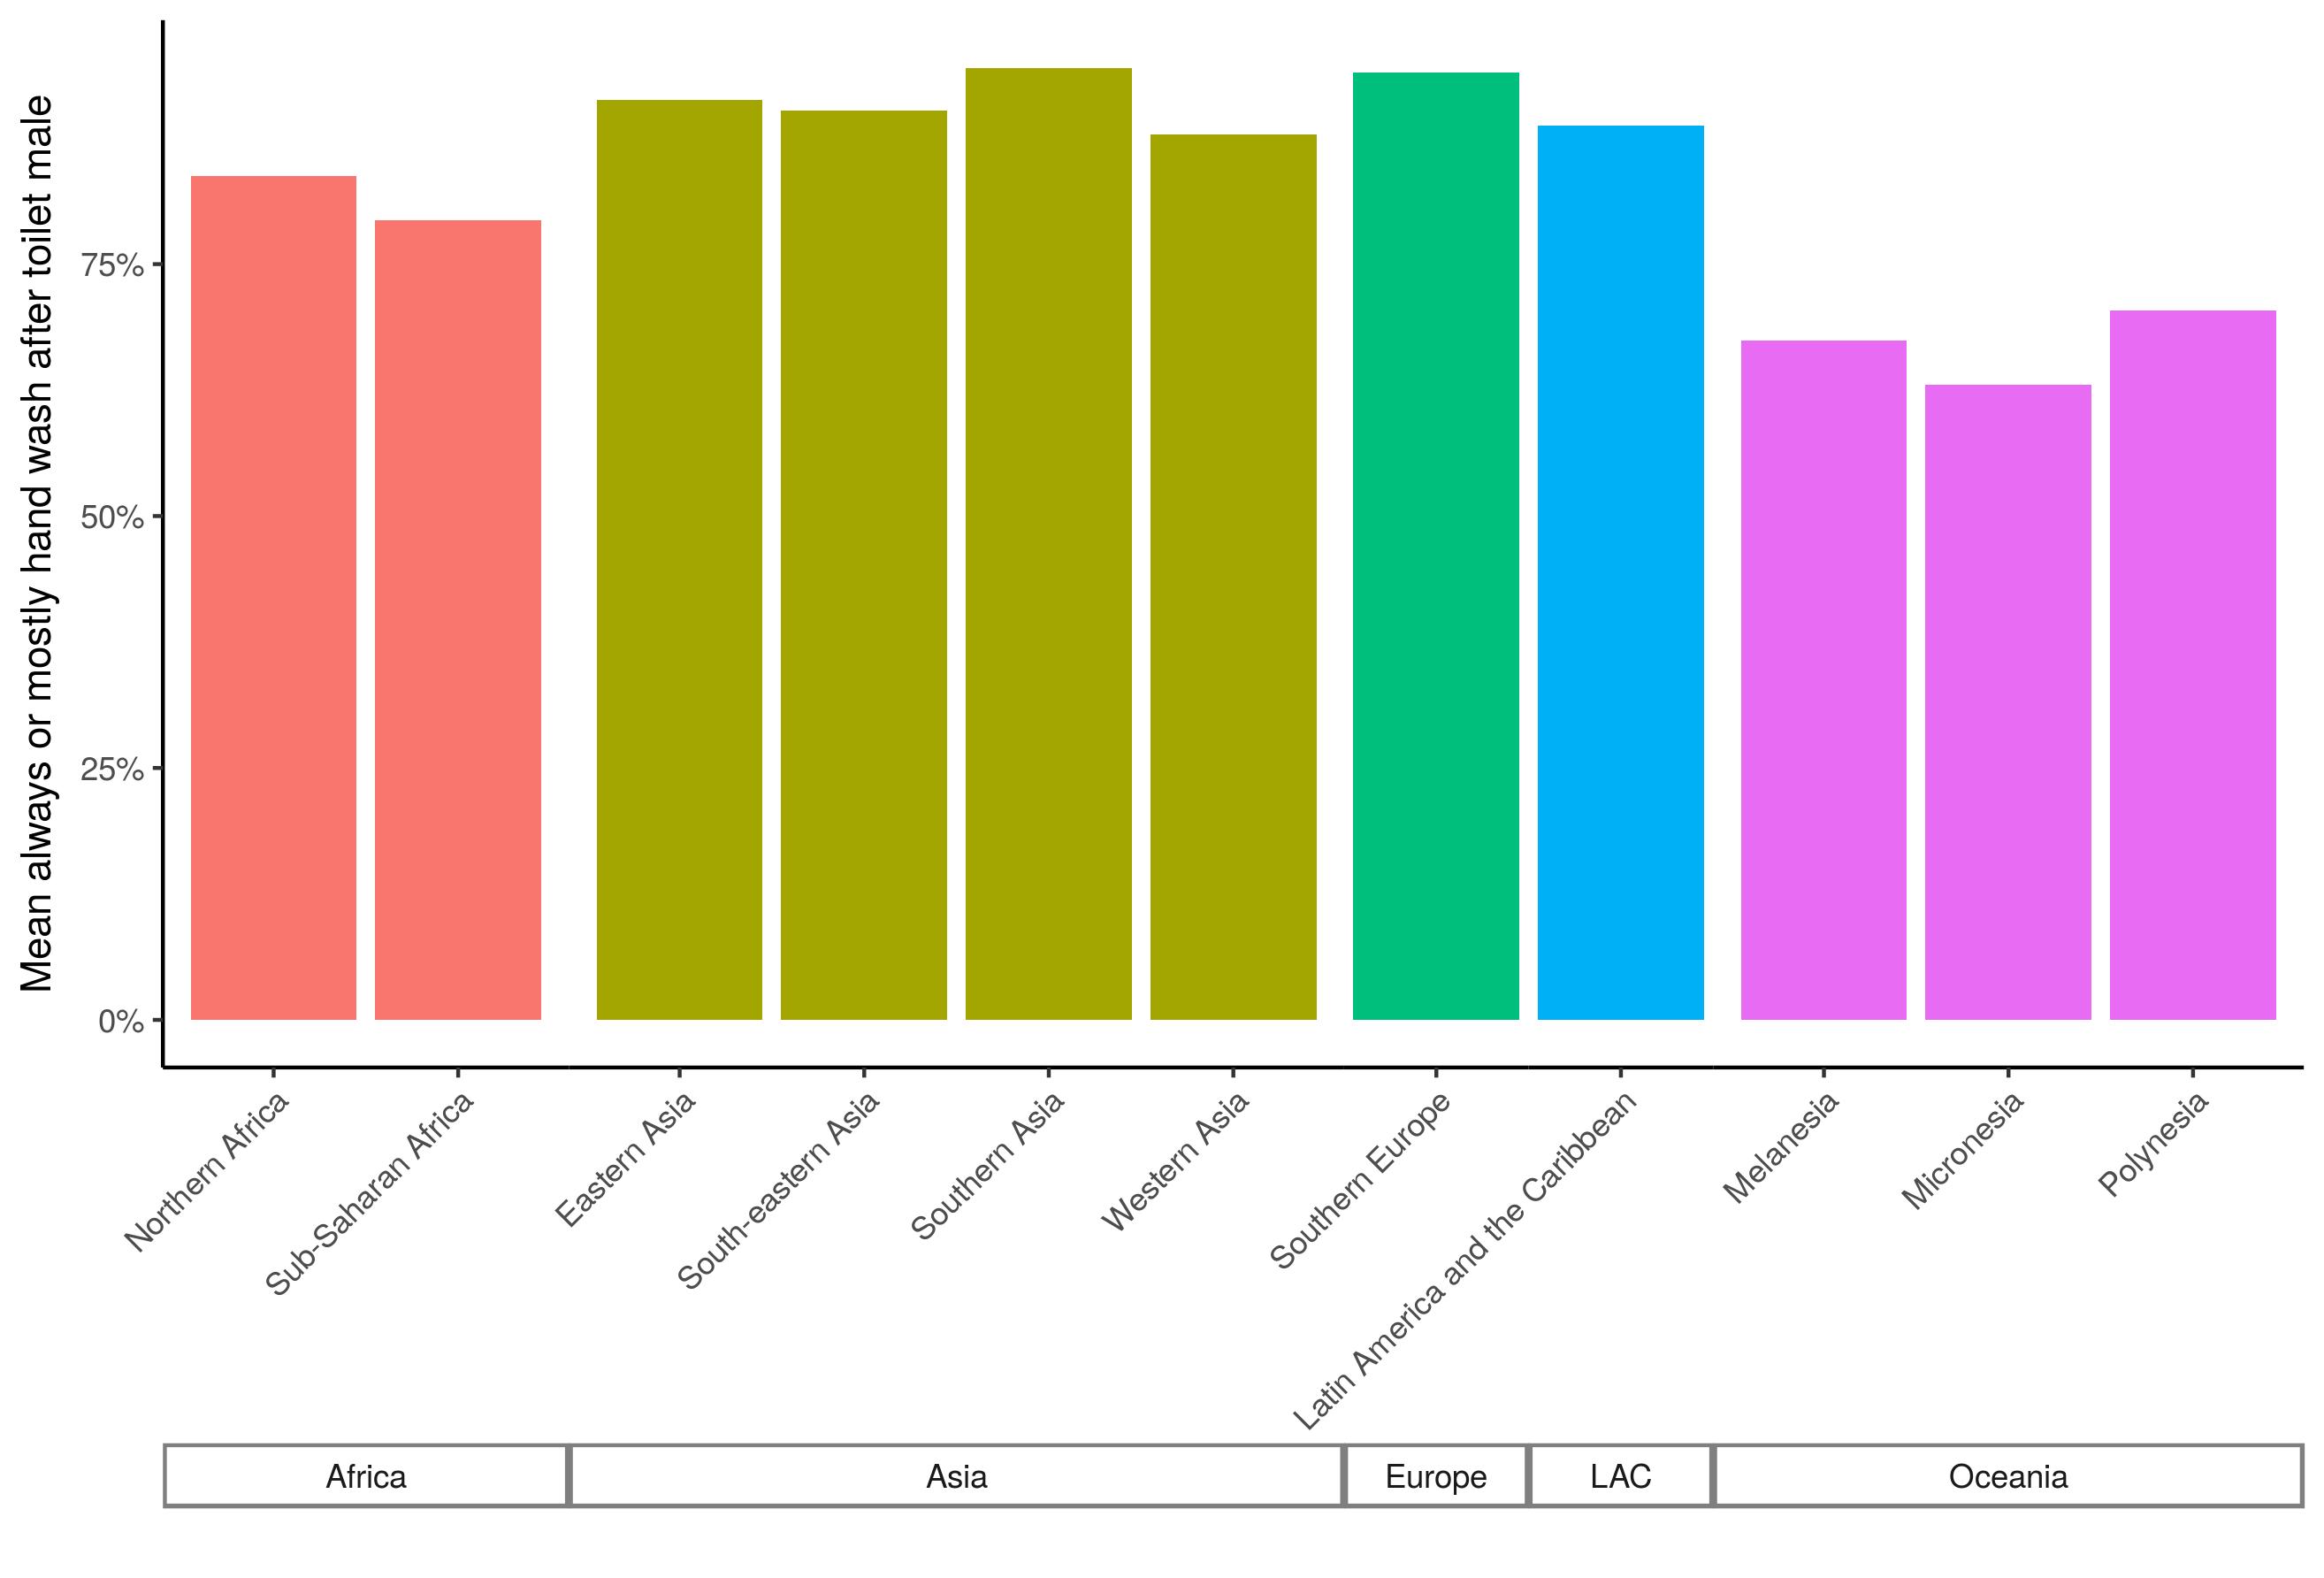 Mean always or mostly hand wash after toilet male
75%
50%
25%
0%
Northern Africa
Sub-Saharan Africa
Eastern Asia
South-eastern Asia
Southern Asia
Western Asia
Southern Europe
Latin America and the Caribbean
Melanesia
Micronesia
Polynesia
Africa
Asia
Europe
LAC
Oceania